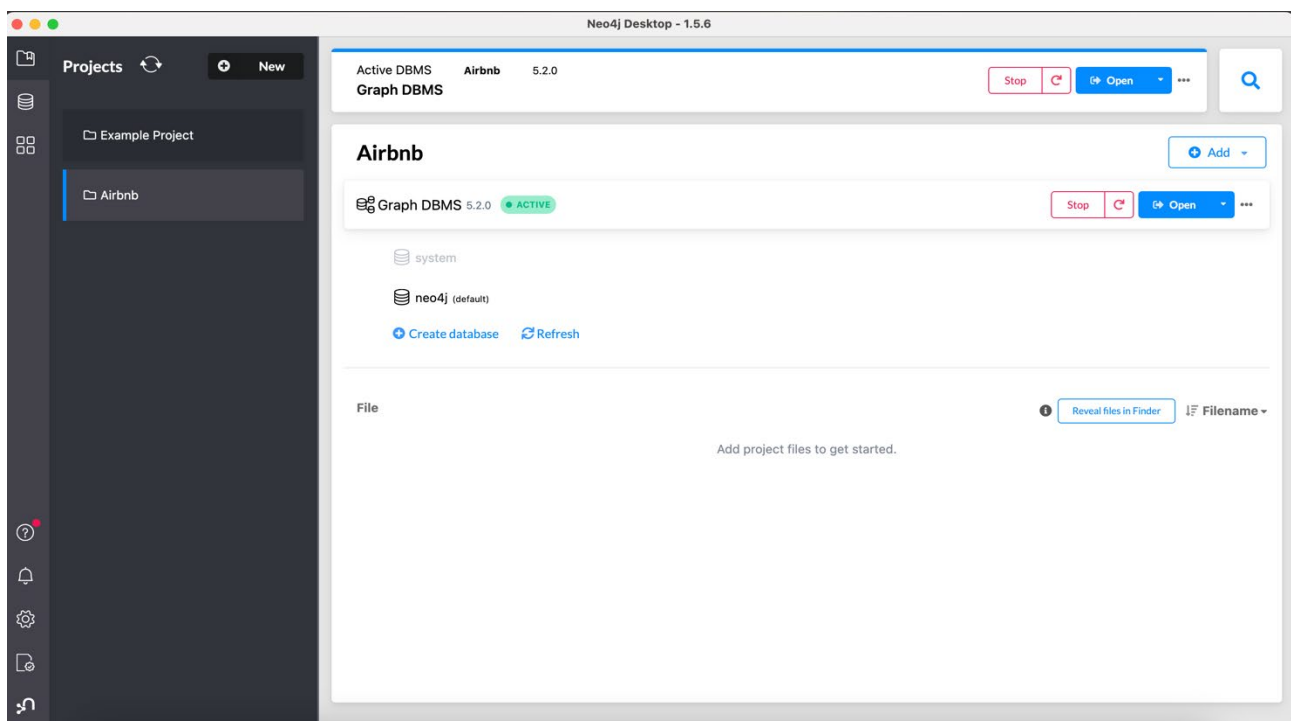 Neo4j Desktop - 1.5.6
Projects
New
Example Project
Airbnb
Active DBMS Airbnb 5.2.0
Graph DBMS
Stop Open
Airbnb
Add
Graph DBMS 5.2.0 ACTIVE
Stop Open
system
neo4j (default)
Create database Refresh
File
Reveal files in Finder Filename
Add project files to get started.